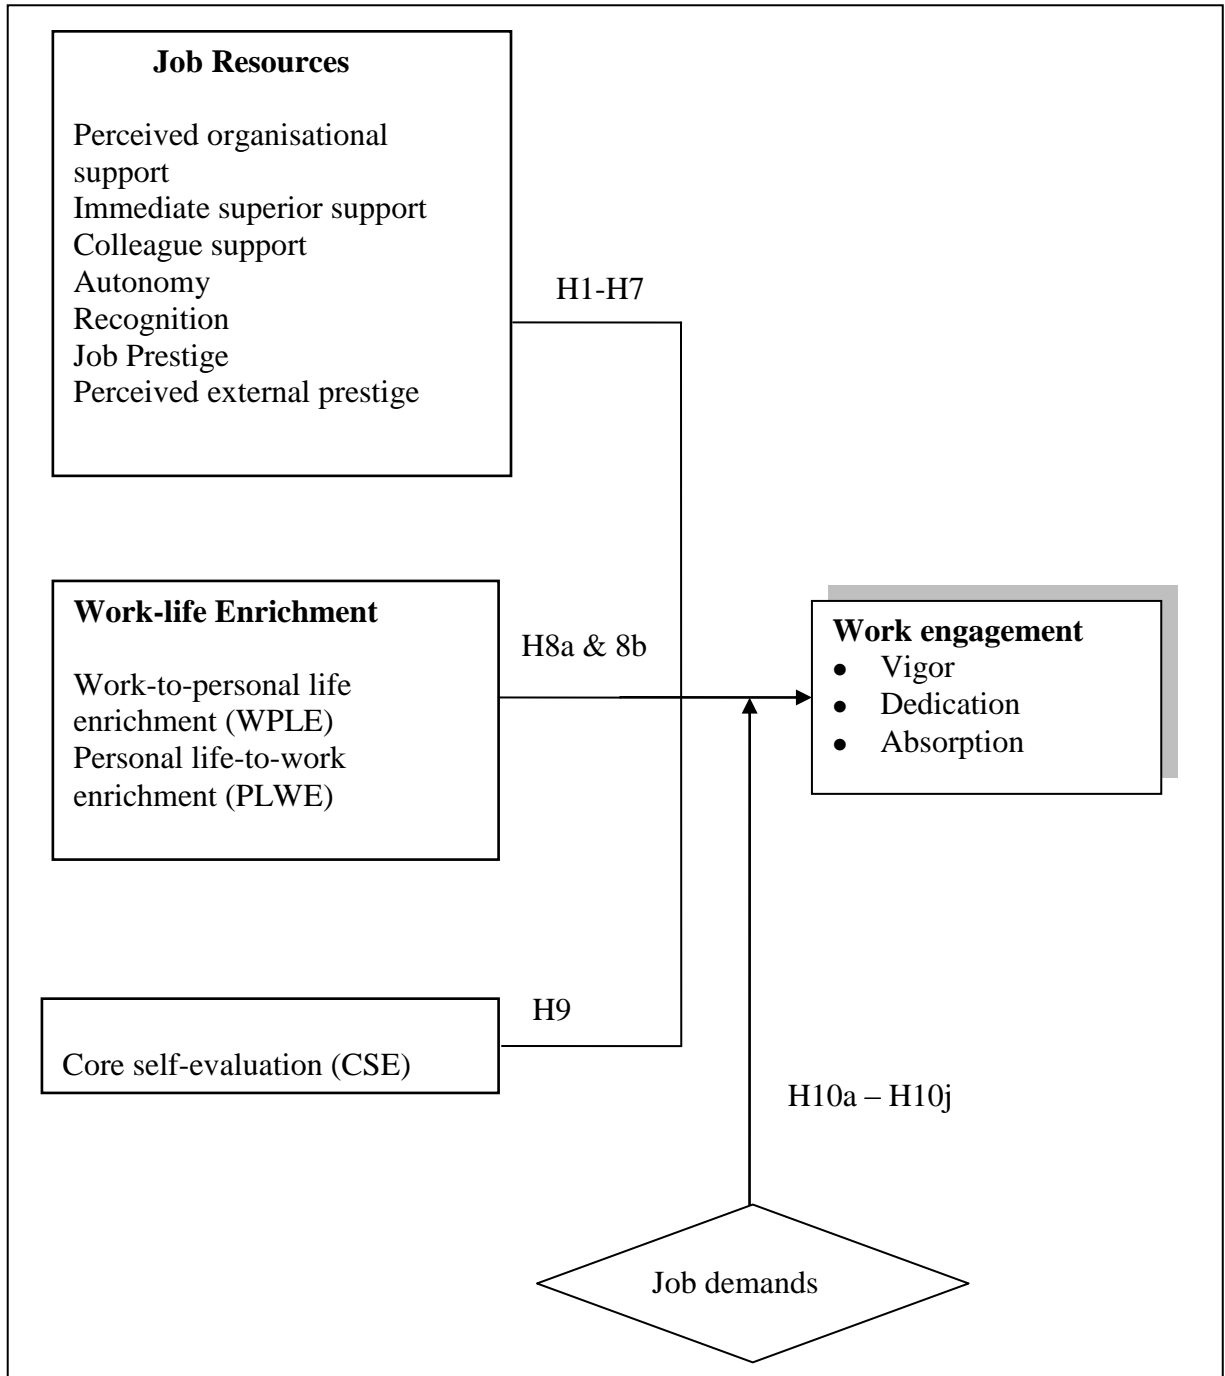 Job Resources
Perceived organisational
support
Immediate superior support
Colleague support
Autonomy
Recognition
Job Prestige
Perceived external prestige
H1-H7
Work-life Enrichment
Work-to-personal life
enrichment (WPLE)
Personal life-to-work
enrichment (PLWE)
H8a & 8b
Work engagement
● Vigor
● Dedication
● Absorption
H9
Core self-evaluation (CSE)
H10a – H10j
Job demands